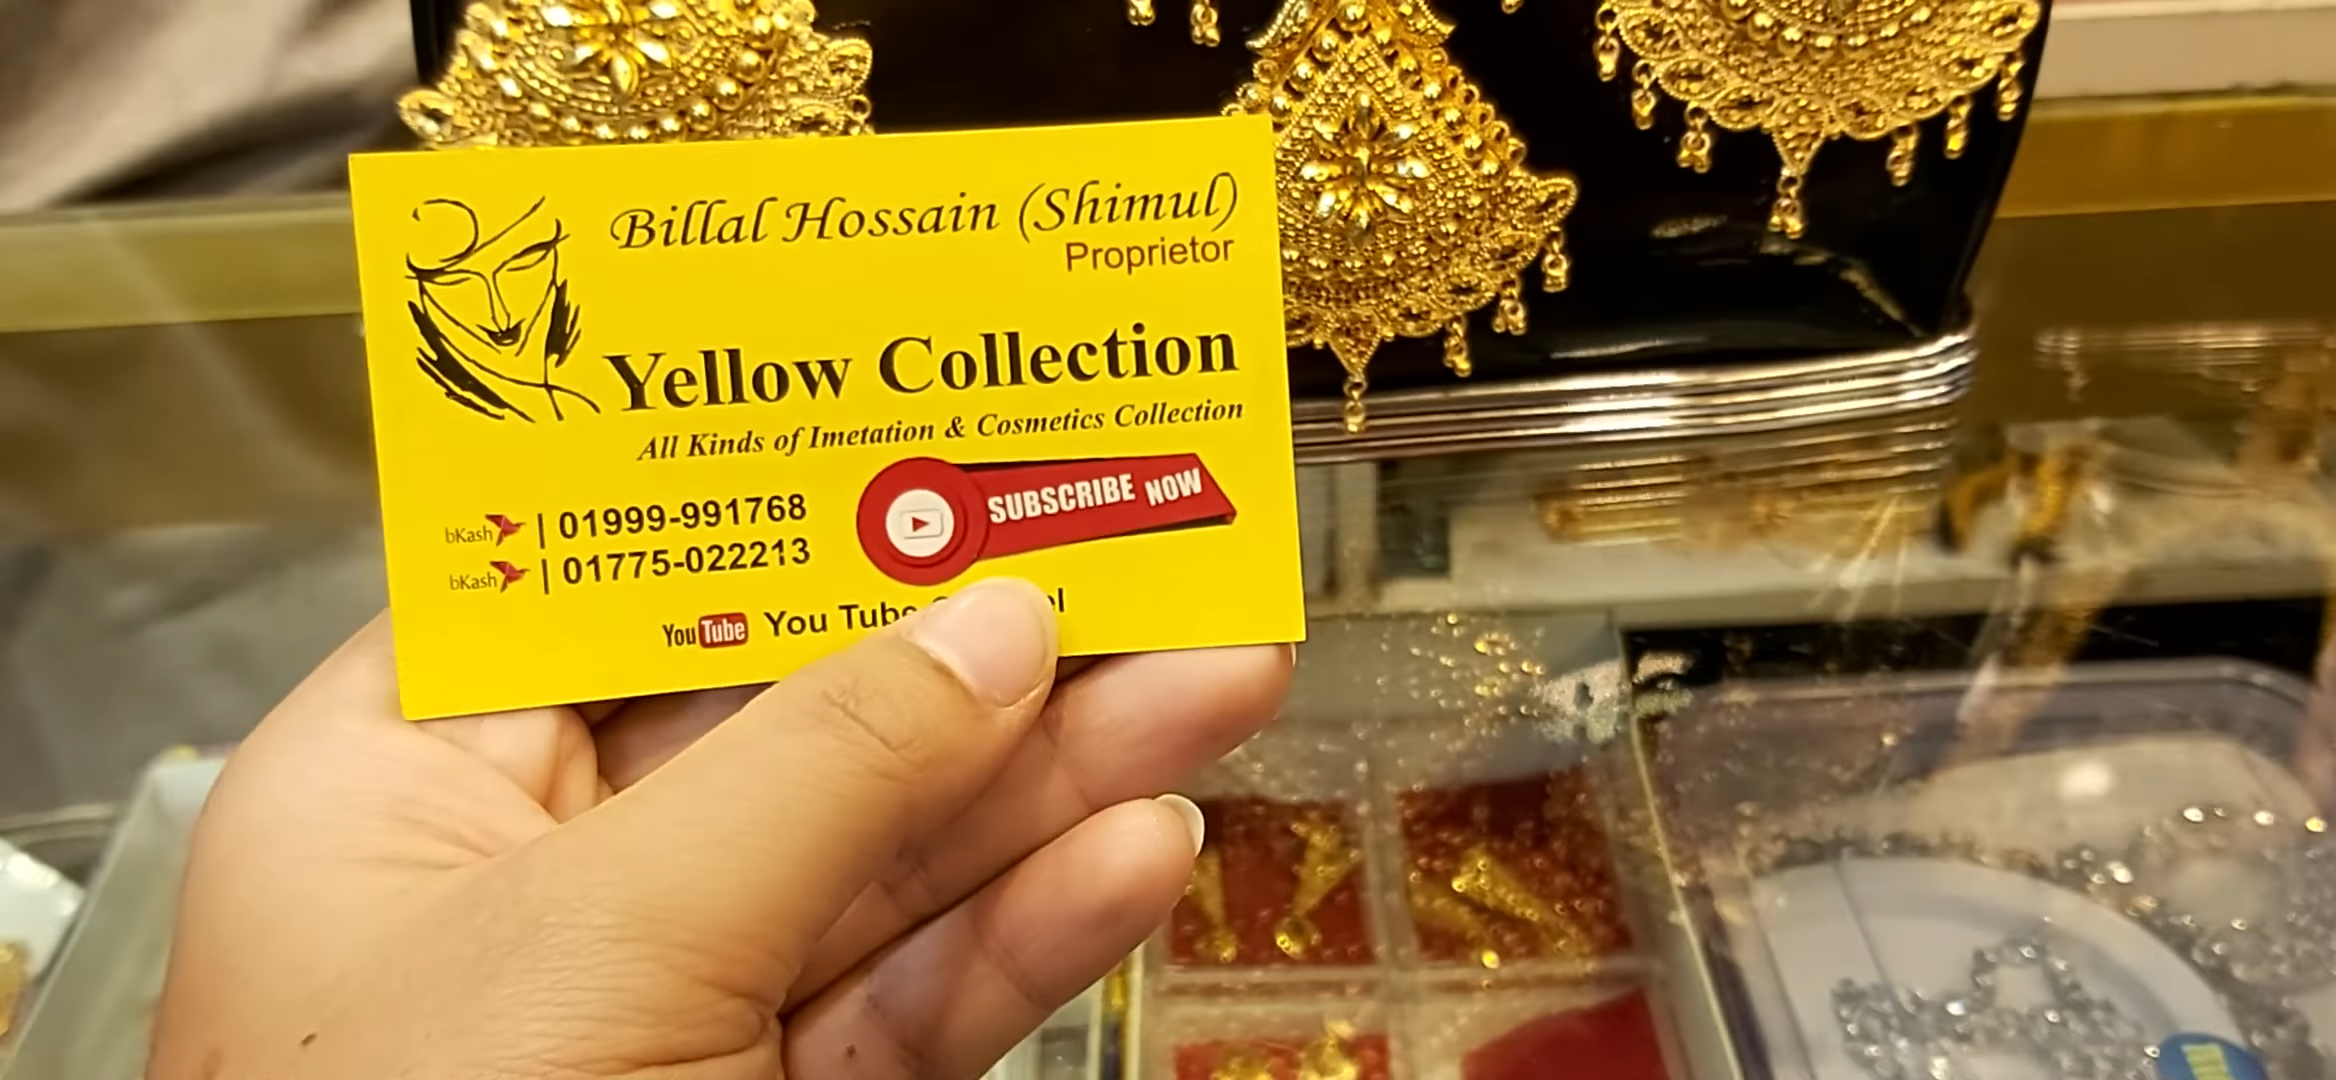 Billal Hossain (Shimul)
Proprietor
Yellow Collection
All Kinds of Imetation & Cosmetics Collection
bKash | 01999-991768
bKash | 01775-022213
SUBSCRIBE NOW
YouTube You Tube